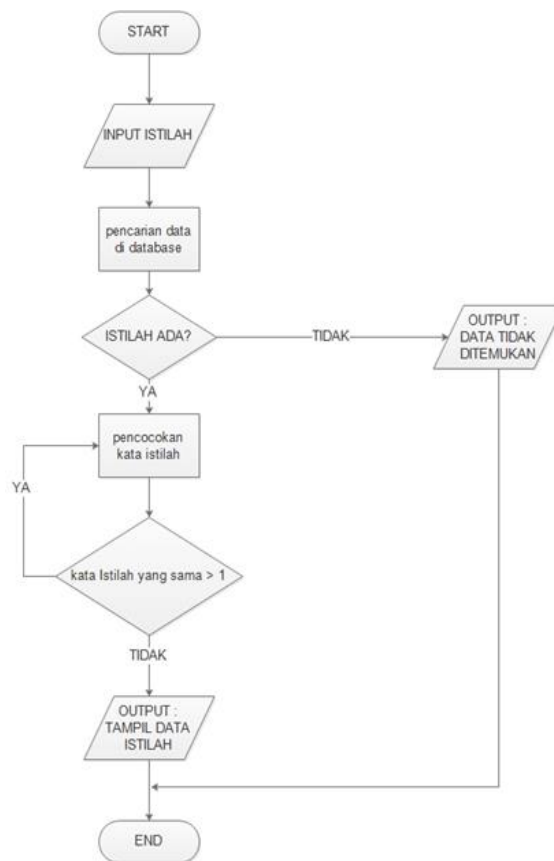 START
INPUT ISTILAH
pencarian data
di database
ISTILAH ADA?
TIDAK
OUTPUT :
DATA TIDAK
DITEMUKAN
YA
pencocokan
kata istilah
YA
kata Istilah yang sama > 1
TIDAK
OUTPUT :
TAMPIL DATA
ISTILAH
END